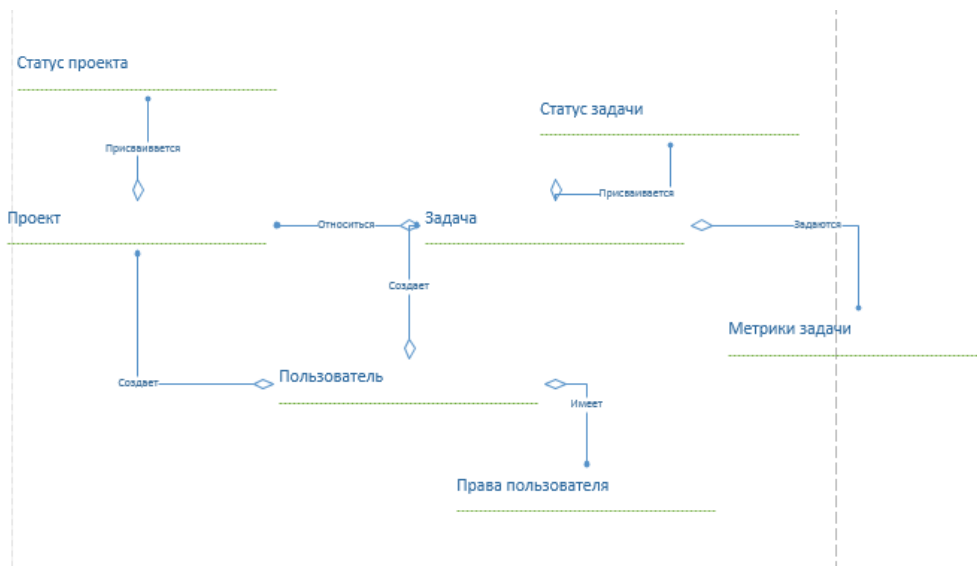 Статус проекта
Статус задачи
Присваивается
Присваивается
Проект
Относиться
Задача
Задаются
Создает
Метрики задачи
Пользователь
Создает
Имеет
Права пользователя